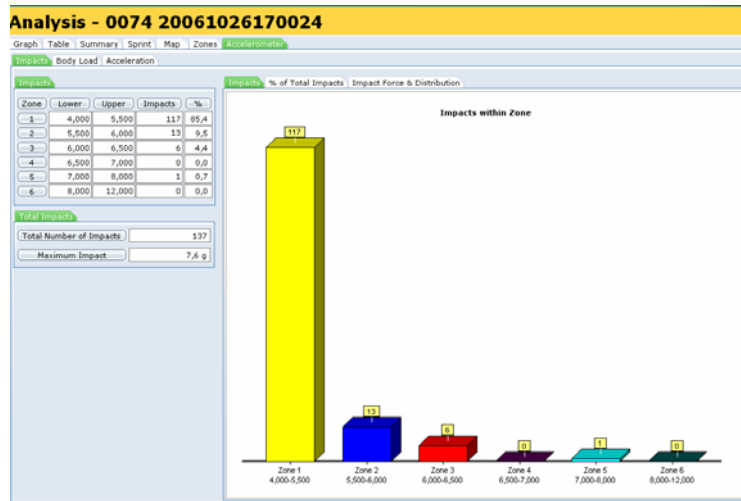 Analysis - 0074 20061026170024
Graph Table Summary Sprint Map Zones Accelerometer
Impacts Body Load Acceleration
Impacts
Zone Lower Upper Impacts %
1 4,000 5,500 117 85,4
2 5,500 6,000 13 9,5
3 6,000 6,500 6 4,4
4 6,500 7,000 0 0,0
5 7,000 8,000 1 0,7
6 8,000 12,000 0 0,0
Total Impacts
Total Number of Impacts 137
Maximum Impact 7,6 g
Impacts % of Total Impacts Impact Force & Distribution
Impacts within Zone
117
13
6
0
1
0
Zone 1 Zone 2 Zone 3 Zone 4 Zone 5 Zone 6
4,000-5,500 5,500-6,000 6,000-6,500 6,500-7,000 7,000-8,000 8,000-12,000